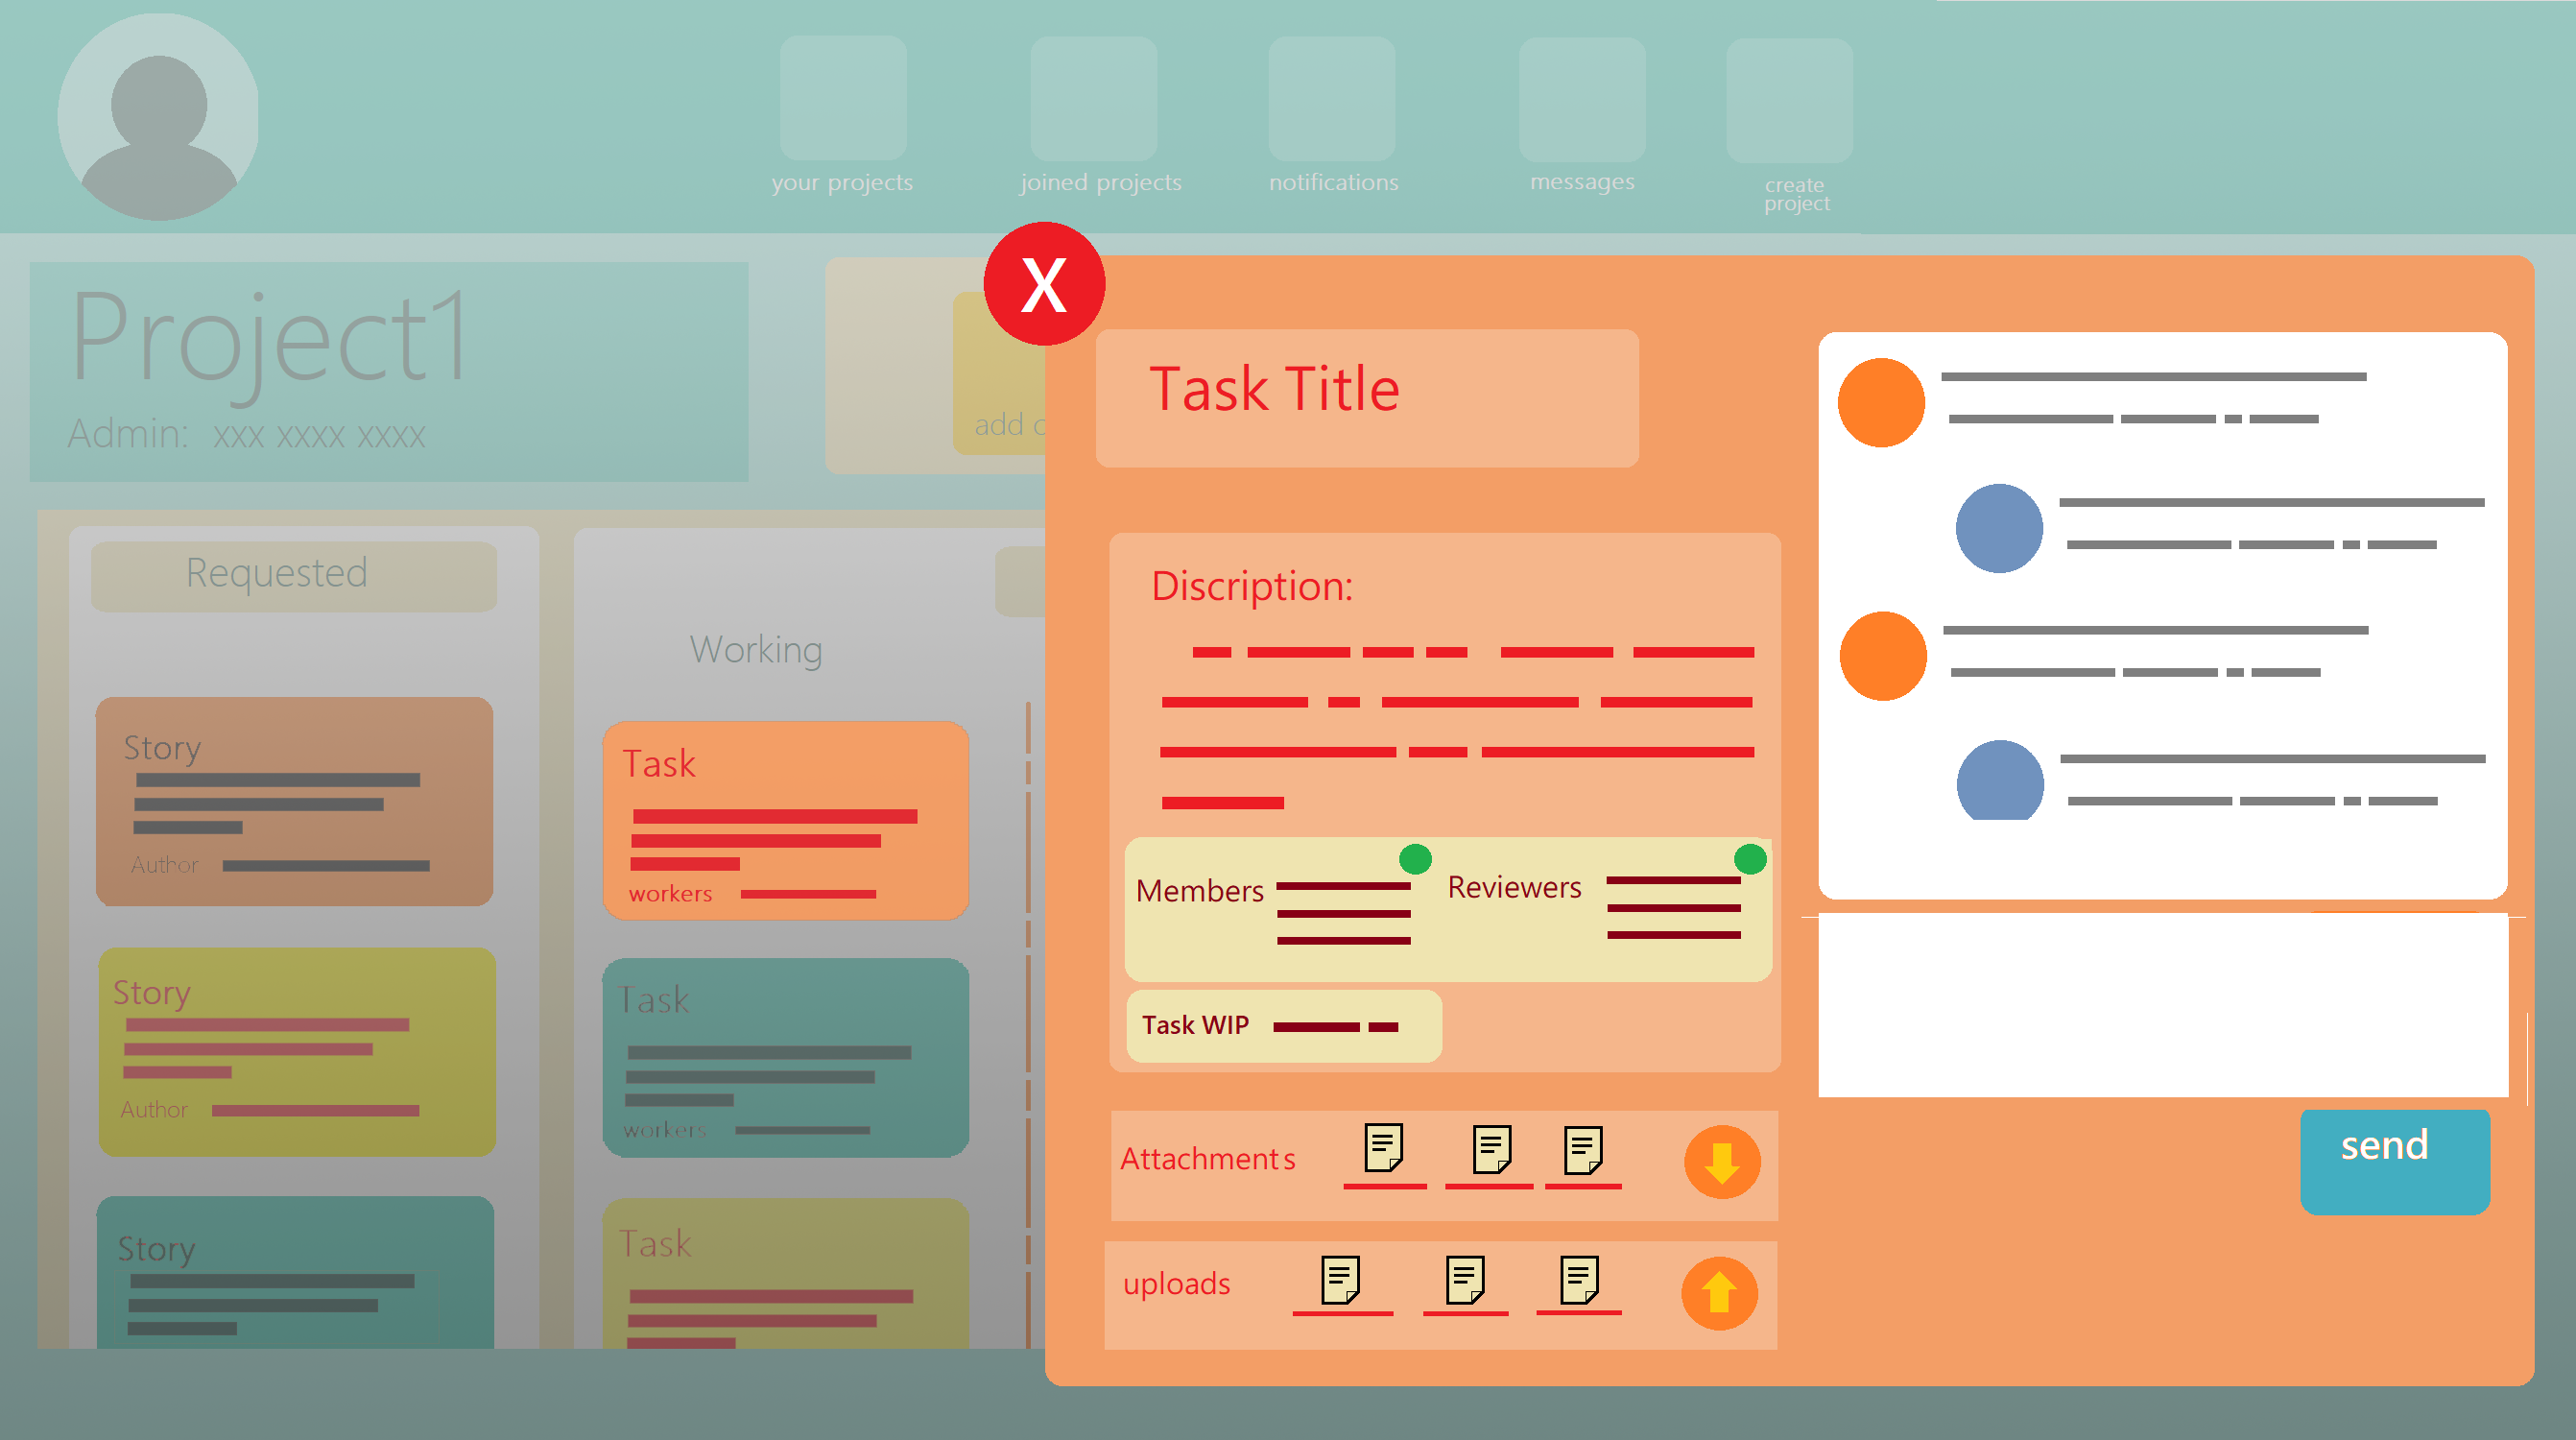 your projects
joined projects
notifications
messages
create
project
X
Project1
Admin: xxx xxxx xxxx
add
Task Title
Requested
Working
Discription:
Story
Author
Task
workers
Members
Reviewers
Story
Author
Task
workers
Task WIP
Attachments
send
Story
Task
uploads